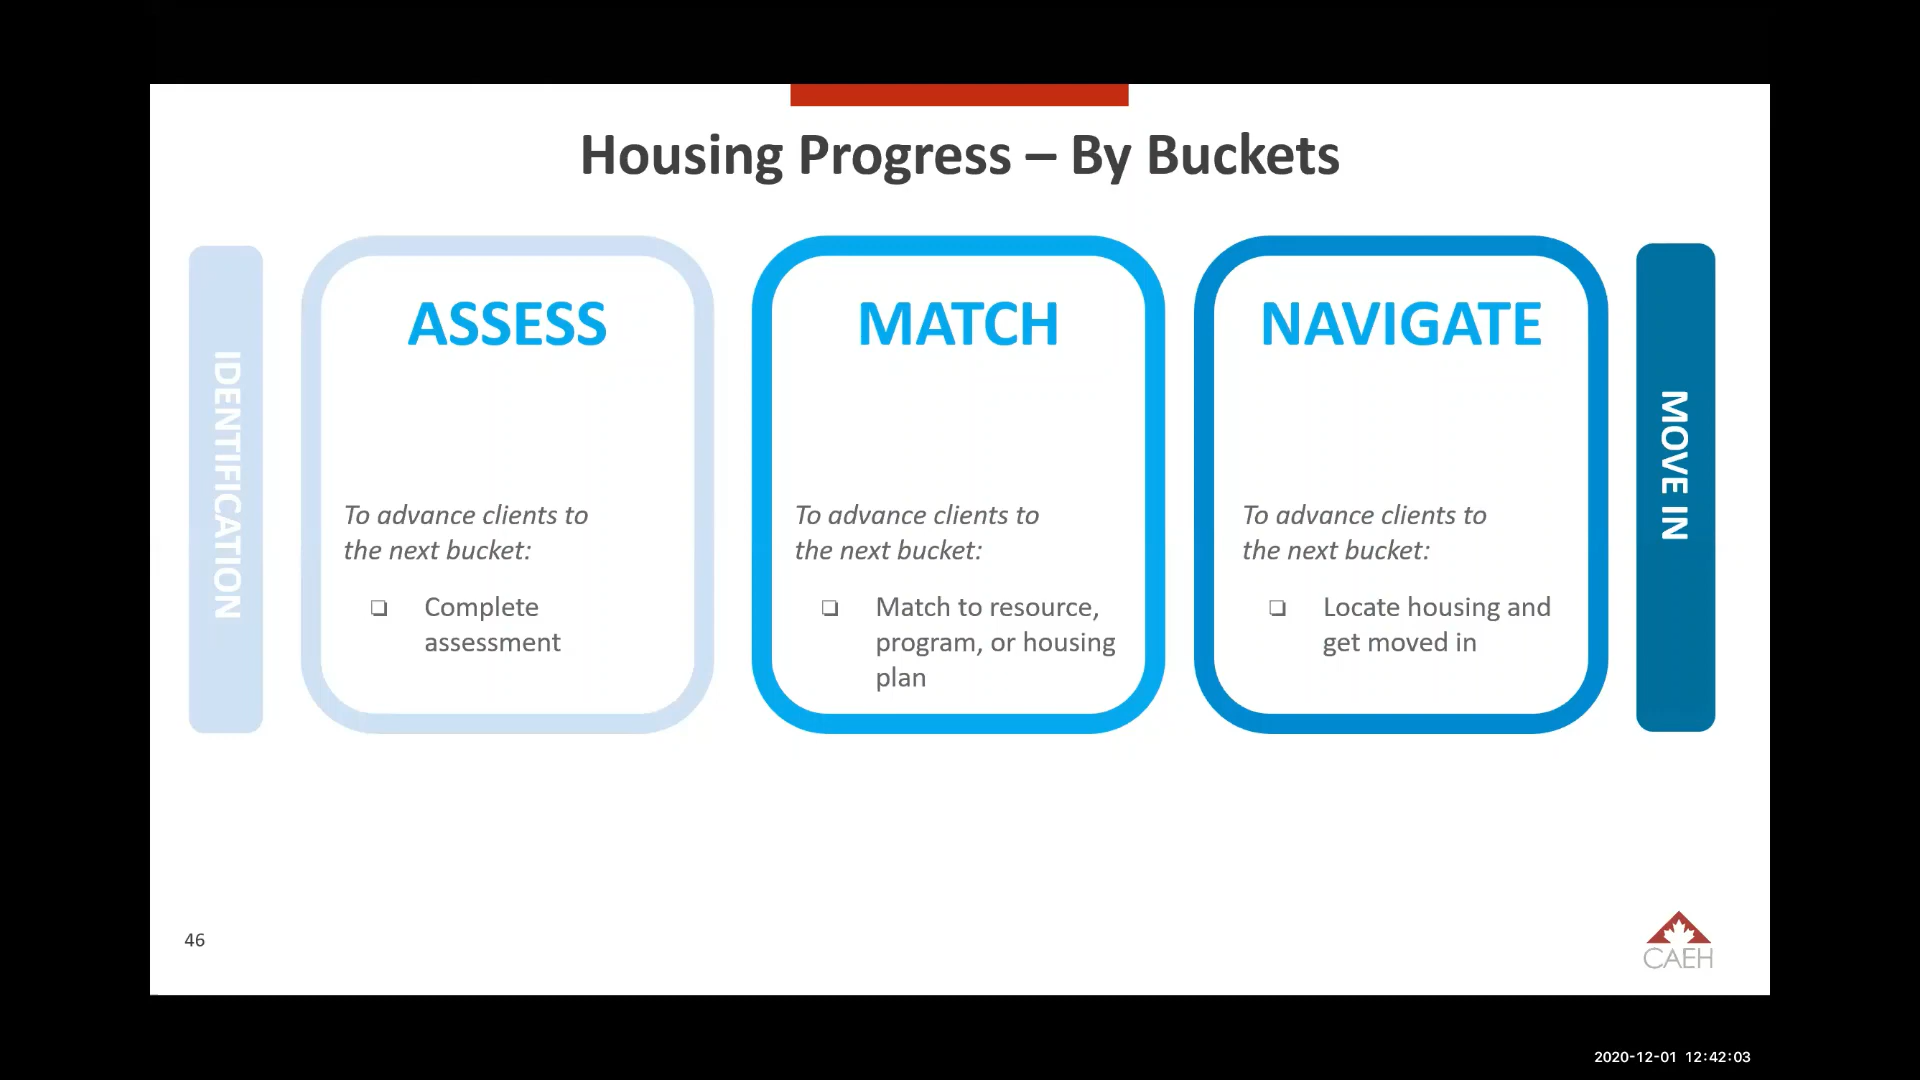 Housing Progress – By Buckets
IDENTIFICATION
ASSESS
To advance clients to
the next bucket:
❏ Complete
assessment
MATCH
To advance clients to
the next bucket:
❏ Match to resource,
program, or housing
plan
NAVIGATE
To advance clients to
the next bucket:
❏ Locate housing and
get moved in
MOVE IN
46
CAEH
2020-12-01 12:42:03